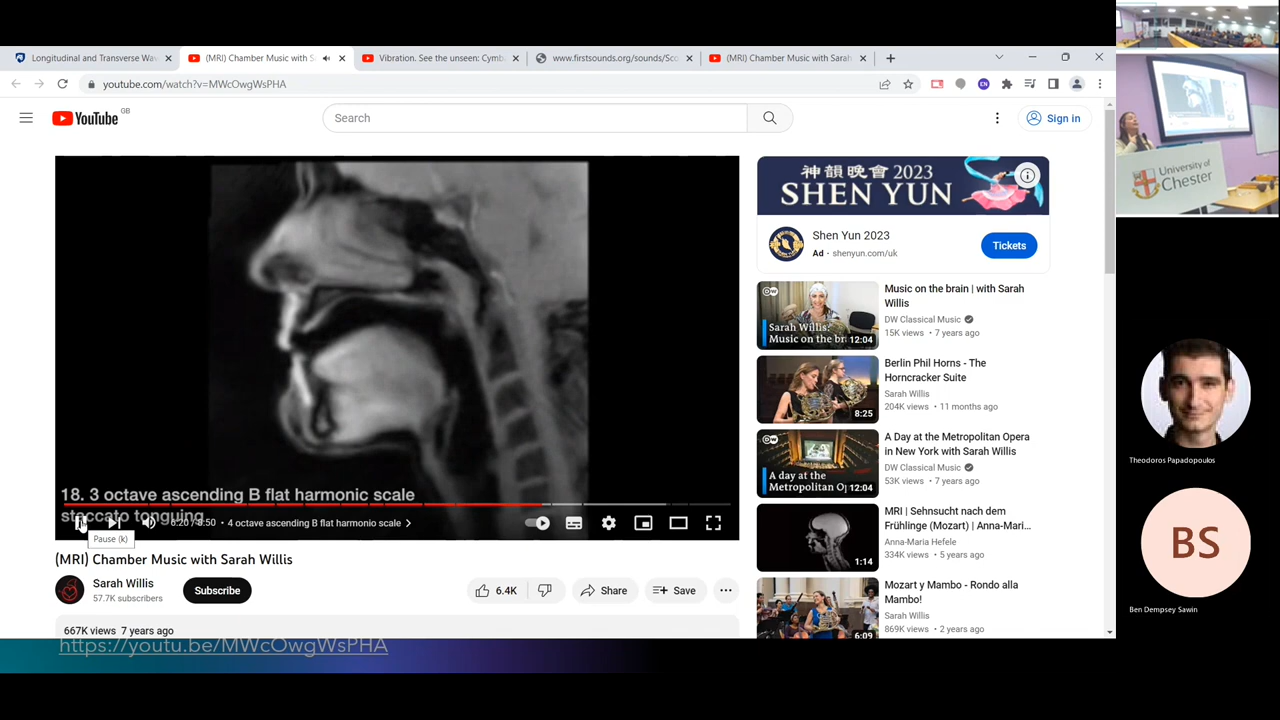 Longitudinal and Transverse Wav
(MRI) Chamber Music with Sar
Vibration. See the unseen: Cymb
www.firstsounds.org/sounds/Sco
(MRI) Chamber Music with Sarah
youtube.com/watch?v=MWcOwgWsPHA
EN
YouTube
GB
Search
Sign in
18. 3 octave ascending B flat harmonic scale
staccato tonguing
4 octave ascending B flat harmonic scale
Pause (k)
(MRI) Chamber Music with Sarah Willis
Sarah Willis
57.7K subscribers
Subscribe
6.4K
Share
Save
667K views 7 years ago
https://youtu.be/MWcOwgWsPHA
神韻晚會 2023
SHEN YUN
Shen Yun 2023
Ad · shenyun.com/uk
Tickets
Sarah Willis:
Music on the br
12:04
Music on the brain | with Sarah
Willis
DW Classical Music
15K views · 7 years ago
8:25
Berlin Phil Horns - The
Horncracker Suite
Sarah Willis
204K views · 11 months ago
A day at the
Metropolitan O
12:04
A Day at the Metropolitan Opera
in New York with Sarah Willis
DW Classical Music
53K views · 7 years ago
1:14
MRI | Sehnsucht nach dem
Frühlinge (Mozart) | Anna-Mari...
Anna-Maria Hefele
334K views · 5 years ago
6:09
Mozart y Mambo - Rondo alla
Mambo!
Sarah Willis
869K views · 2 years ago
University of
Chester
Theodoros Papadopoulos
BS
Ben Dempsey Sawin